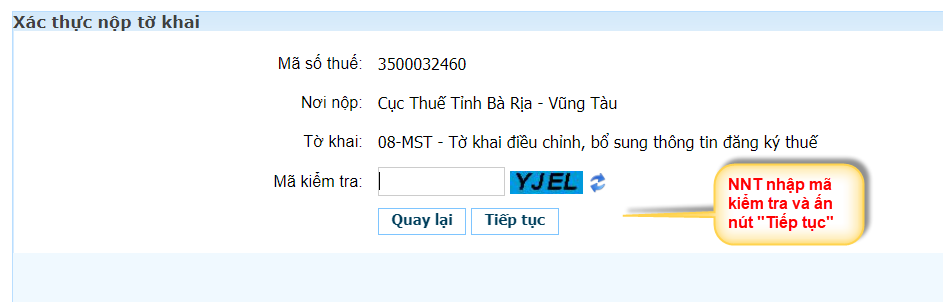 Xác thực nộp tờ khai
Mã số thuế: 3500032460
Nơi nộp: Cục Thuế Tỉnh Bà Rịa - Vũng Tàu
Tờ khai: 08-MST - Tờ khai điều chỉnh, bổ sung thông tin đăng ký thuế
Mã kiểm tra: YJEL
Quay lại Tiếp tục
NNT nhập mã
kiểm tra và ấn
nút "Tiếp tục"